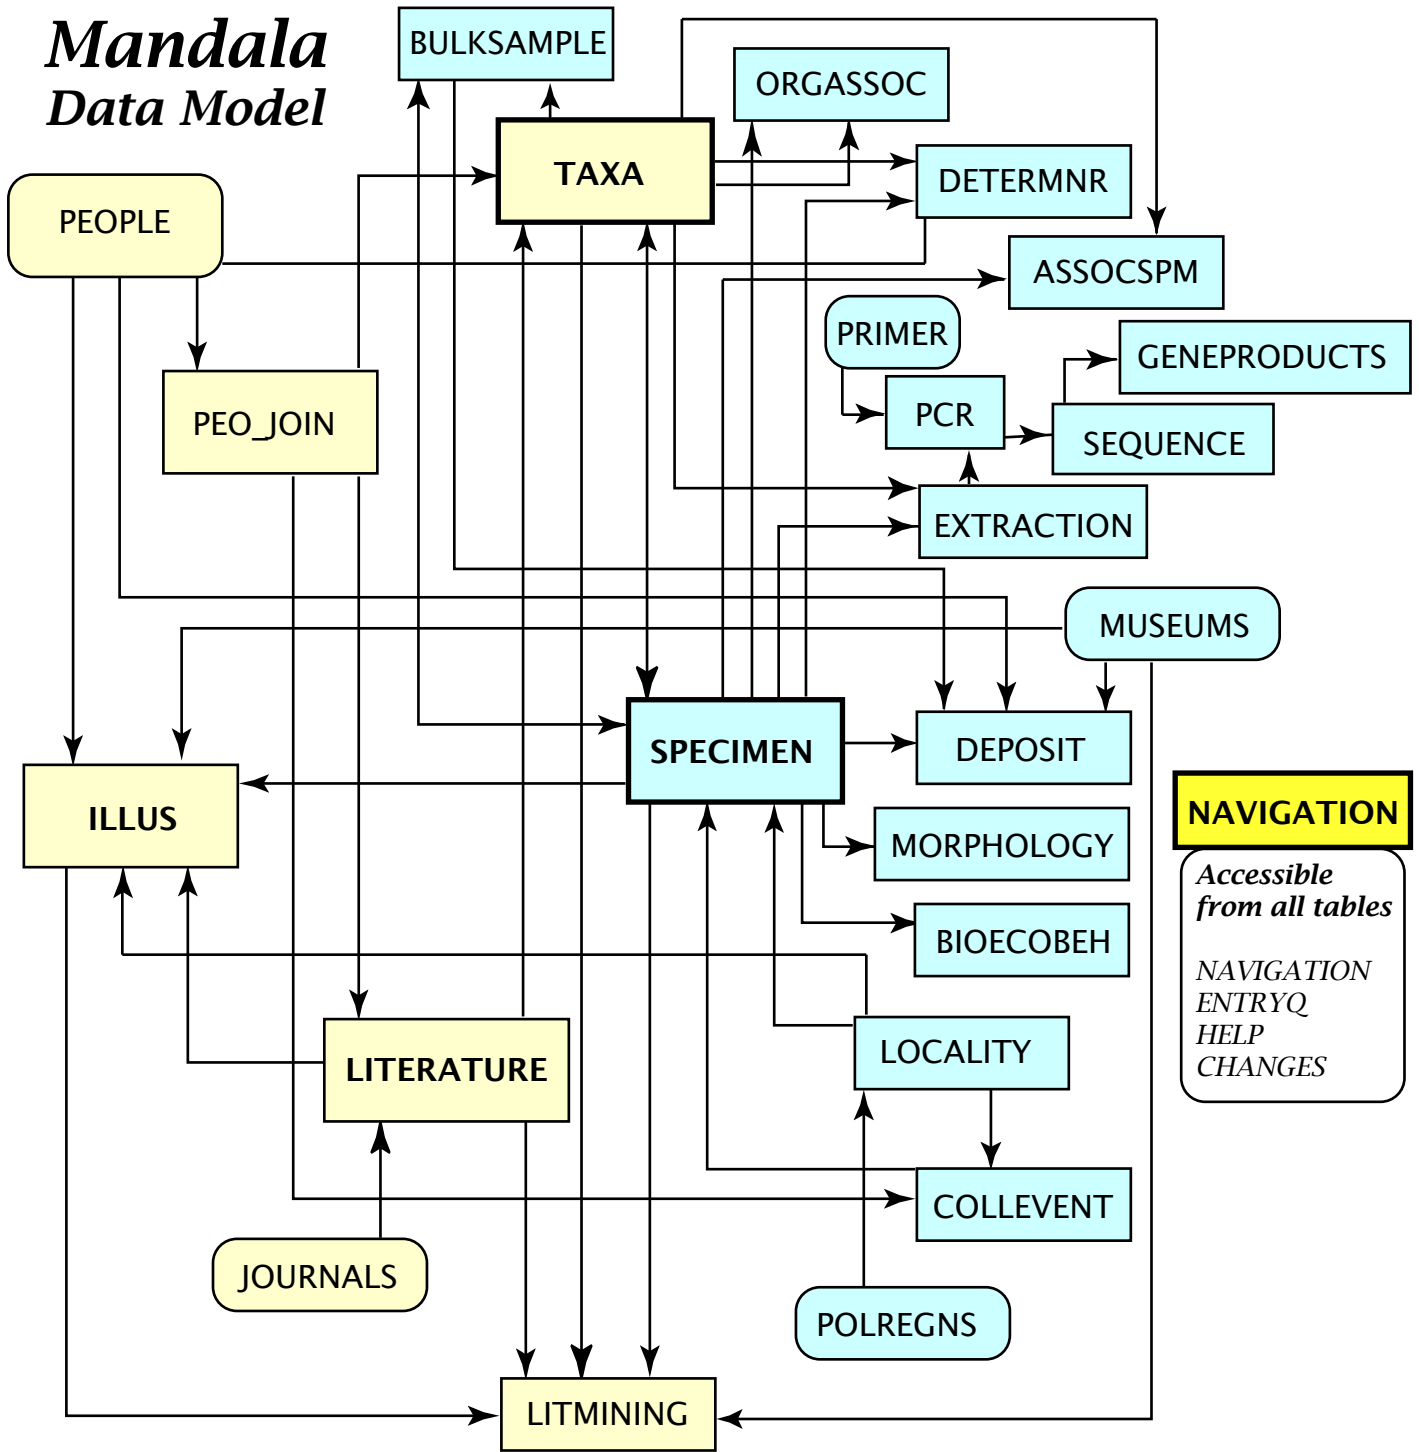 Mandala
Data Model
BULKSAMPLE
ORGASSOC
TAXA
DETERMNR
PEOPLE
ASSOCSPM
PRIMER
GENEPRODUCTS
PCR
PEO_JOIN
SEQUENCE
EXTRACTION
MUSEUMS
SPECIMEN
DEPOSIT
ILLUS
NAVIGATION
MORPHOLOGY
Accessible
from all tables
BIOECOBEH
NAVIGATION
ENTRYQ
HELP
CHANGES
LOCALITY
LITERATURE
COLLEVENT
JOURNALS
POLREGNS
LITMINING